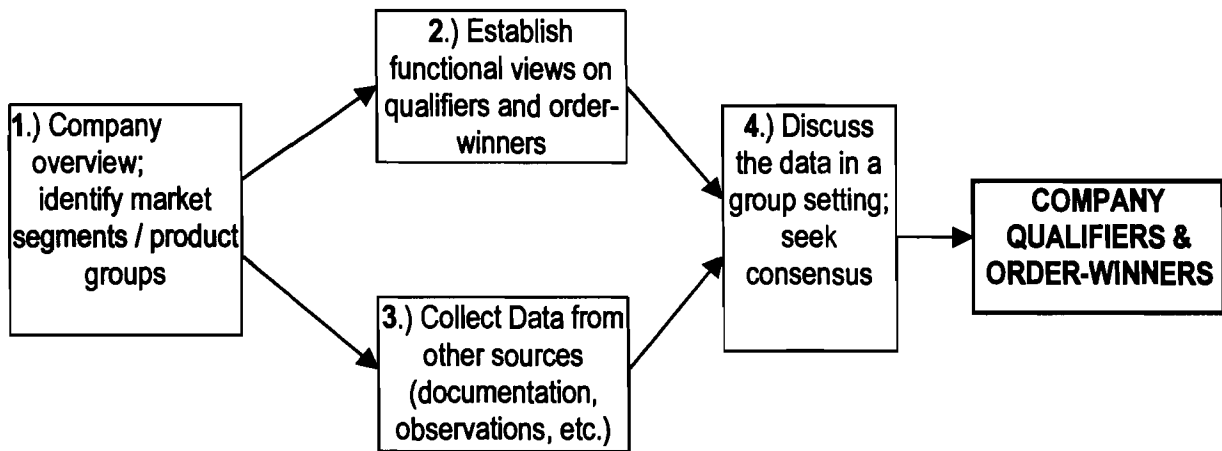 1.) Company
overview;
identify market
segments / product
groups
2.) Establish
functional views on
qualifiers and order-
winners
3.) Collect Data from
other sources
(documentation,
observations, etc.)
4.) Discuss
the data in a
group setting;
seek
consensus
COMPANY
QUALIFIERS &
ORDER-WINNERS